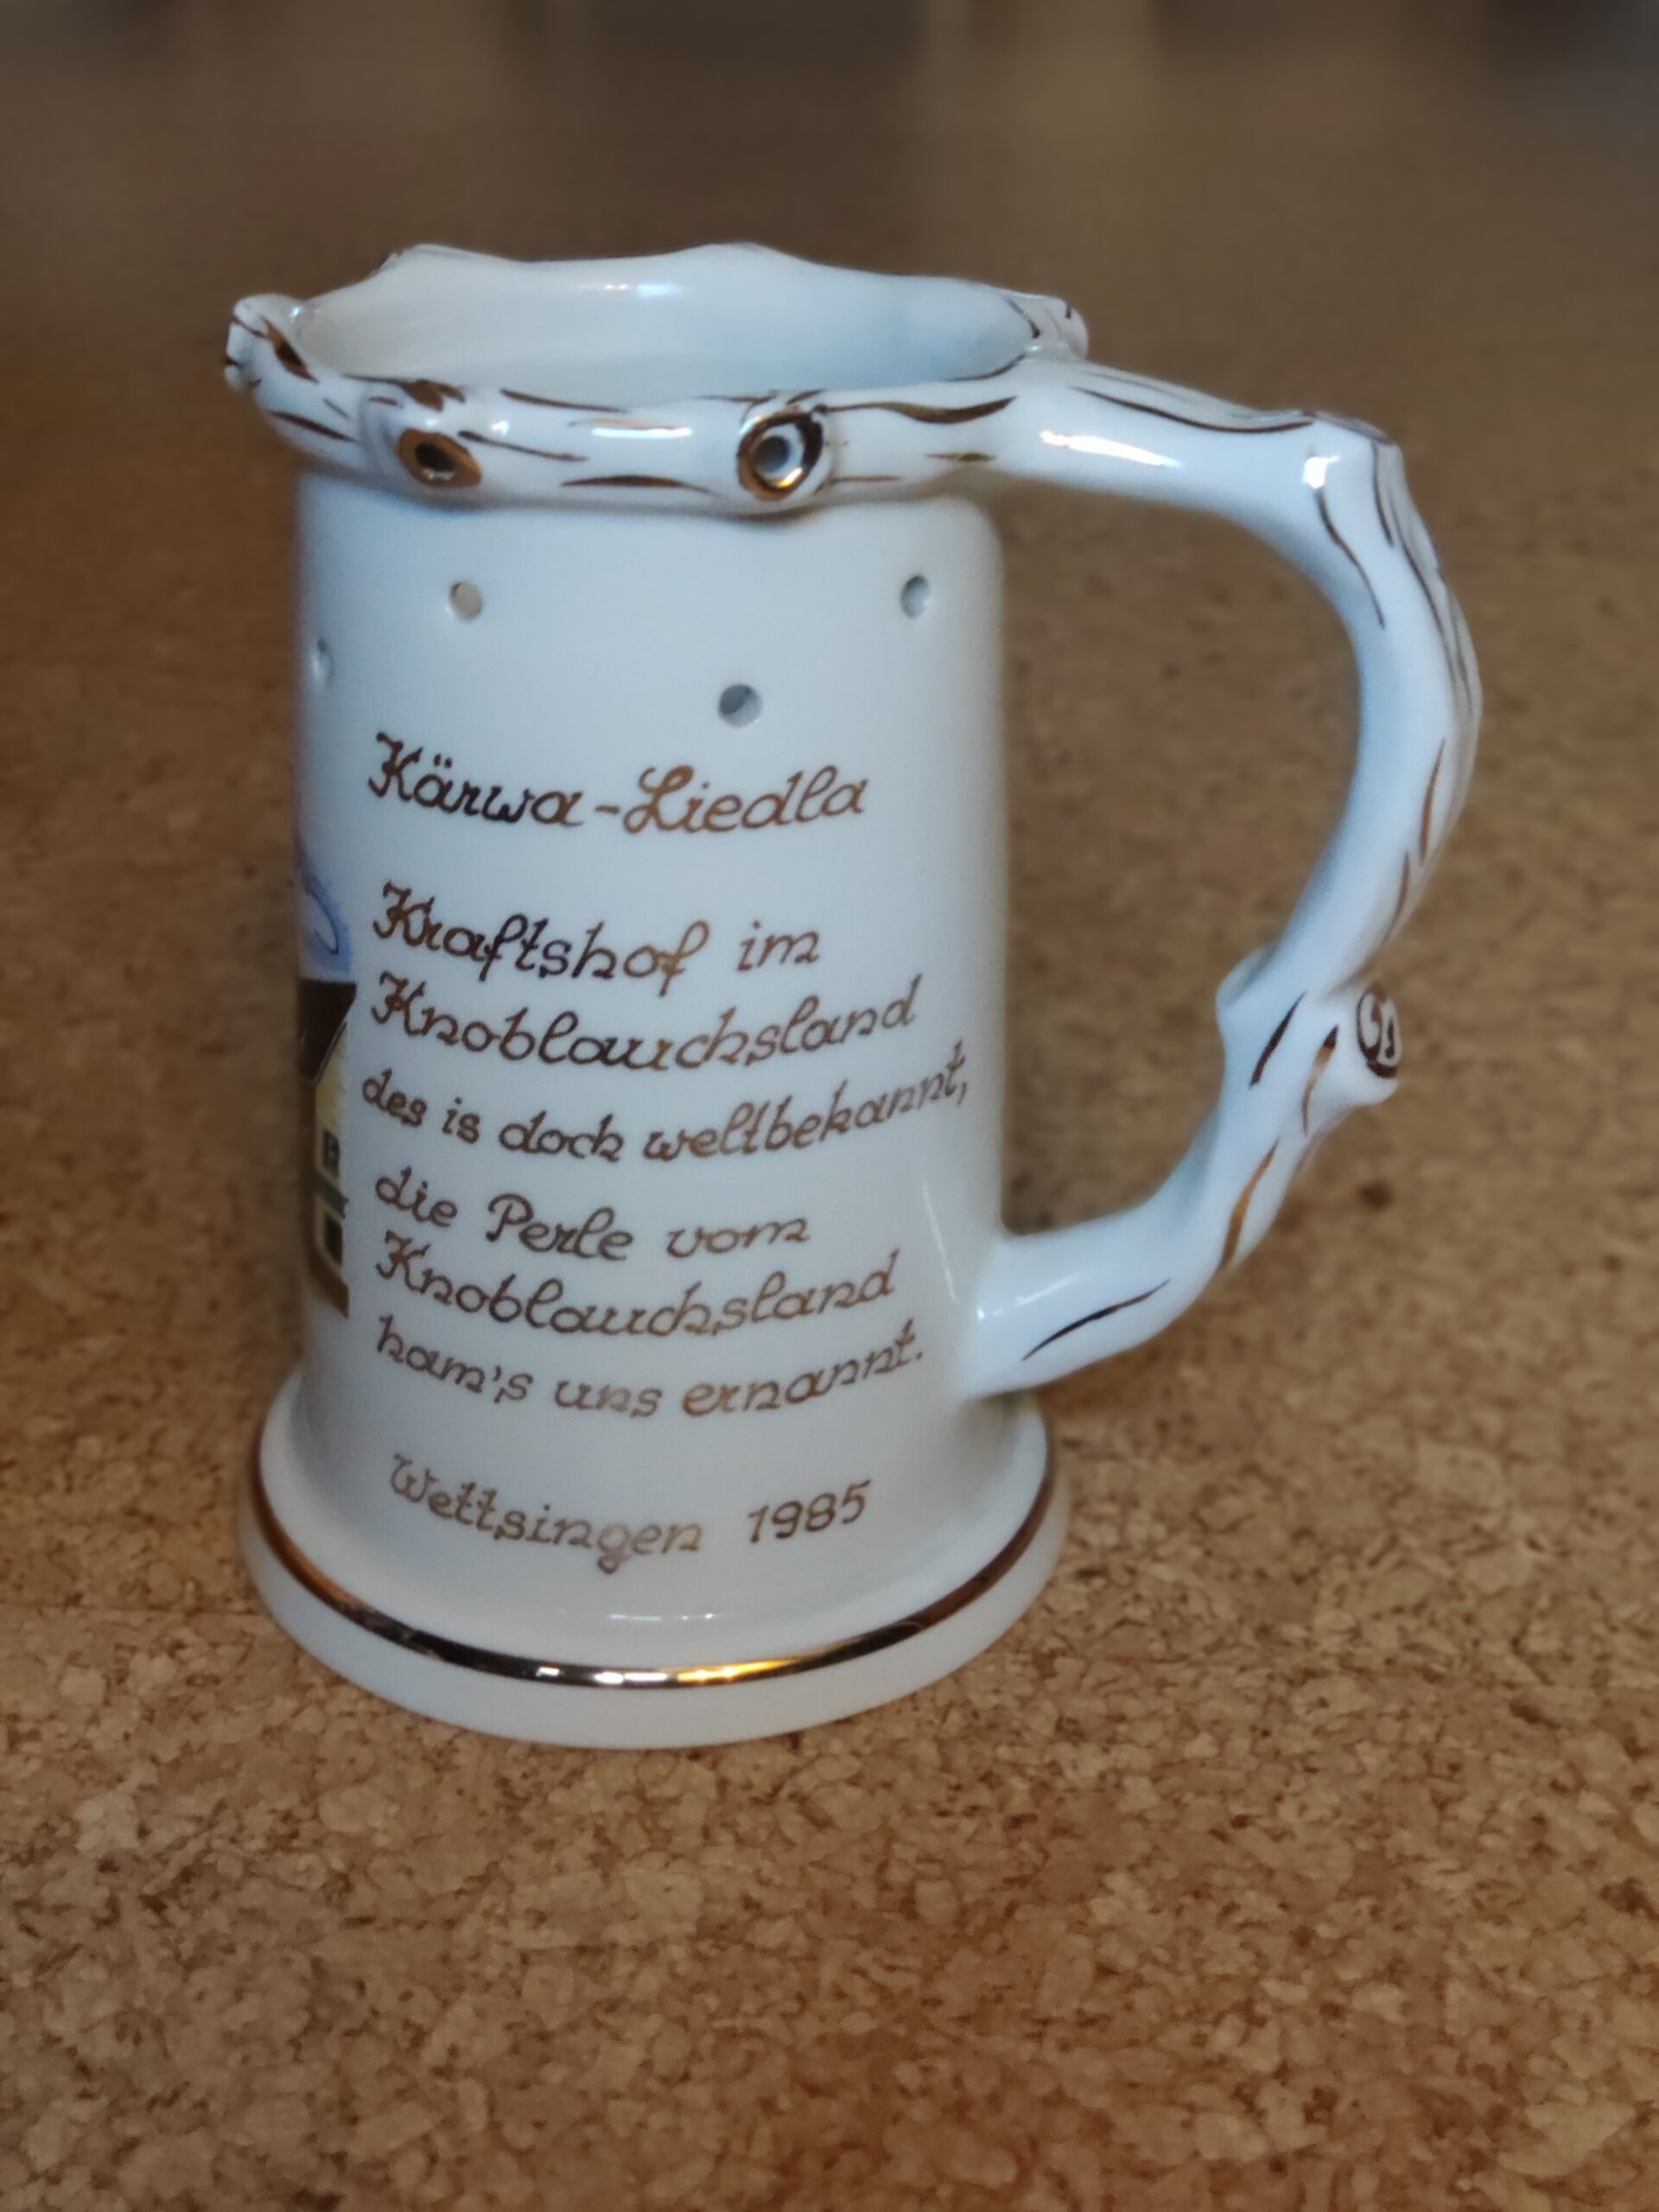 Kärwa-Liedla
Kraftshof im
Knoblauchsland
des is doch weltbekannt,
die Perle vom
Knoblauchsland
ham's uns ernannt.
Wettsingen 1985